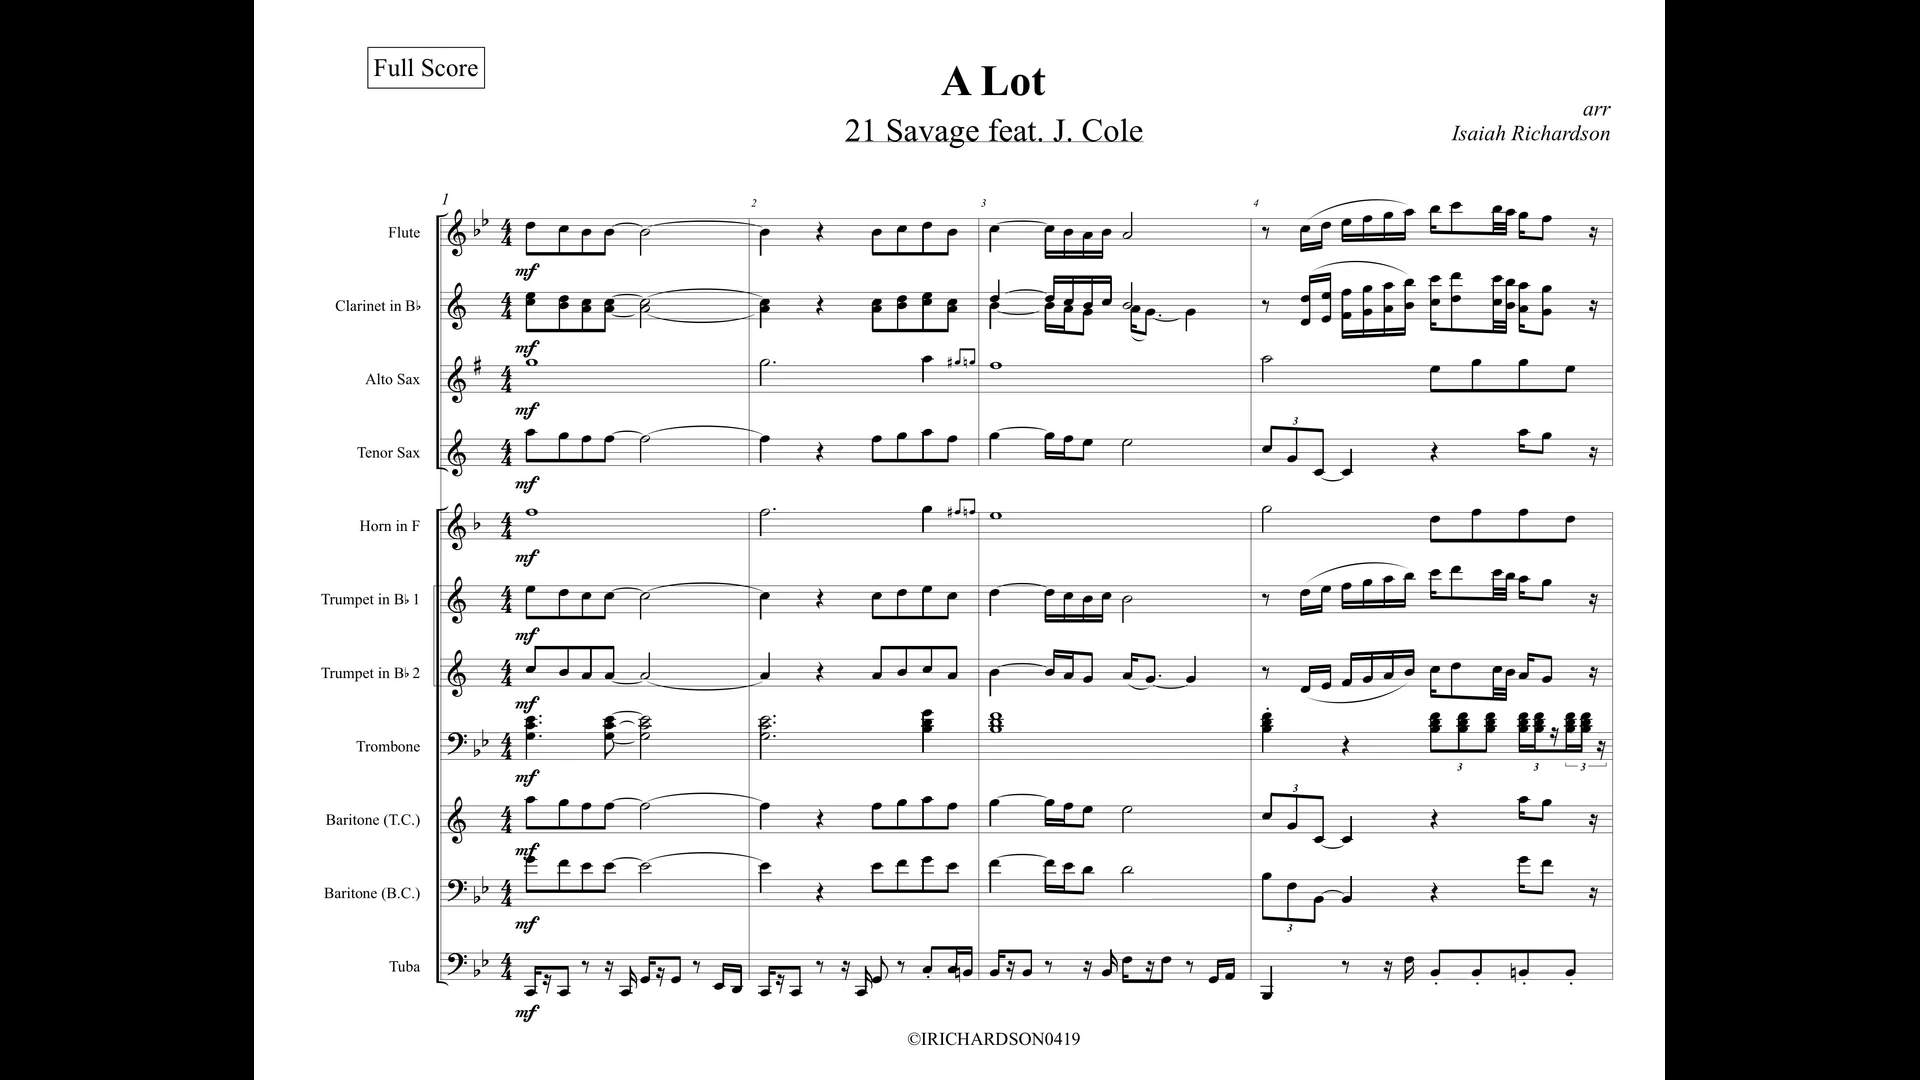 Full Score
A Lot
21 Savage feat. J. Cole
arr
Isaiah Richardson
1
2
3
4
Flute
mf
Clarinet in B♭
mf
Alto Sax
mf
3
Tenor Sax
mf
Horn in F
mf
Trumpet in B♭ 1
mf
Trumpet in B♭ 2
mf
Trombone
mf
3
3
3
3
Baritone (T.C.)
mf
Baritone (B.C.)
mf
3
Tuba
mf
©IRICHARDSON0419